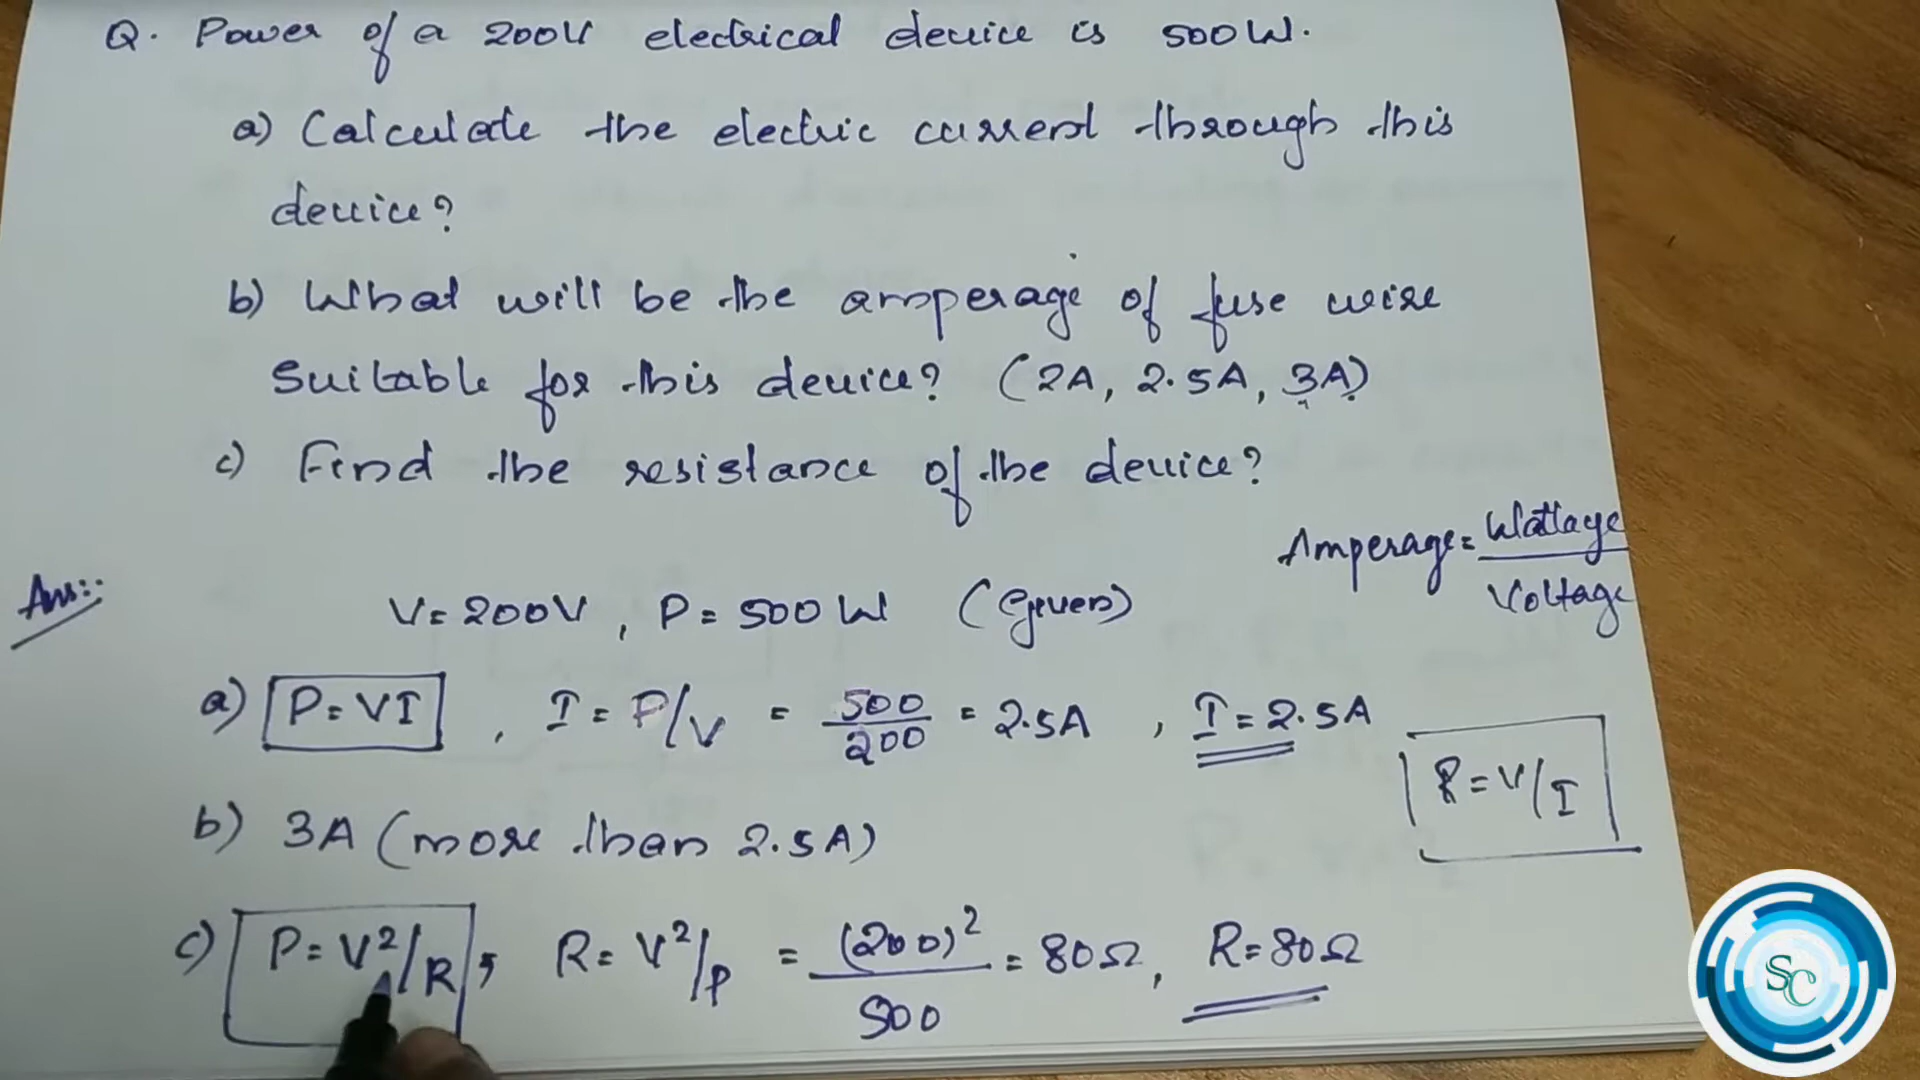 Q. Power of a 200V electrical device is 500W.
a) Calculate the electric current through this
device?
b) What will be the amperage of fuse wire
Suitable for this device? (2A, 2.5A, 3A)
c) Find the resistance of the device?
Amperage = Wattage / Voltage
Ans::
V = 200V, P = 500W (Given)
a) P = VI, I = P/V = 500/200 = 2.5A, I = 2.5A
R = V/I
b) 3A (more than 2.5A)
c) P = V²/R, R = V²/P = (200)²/500 = 80Ω, R = 80Ω
SC